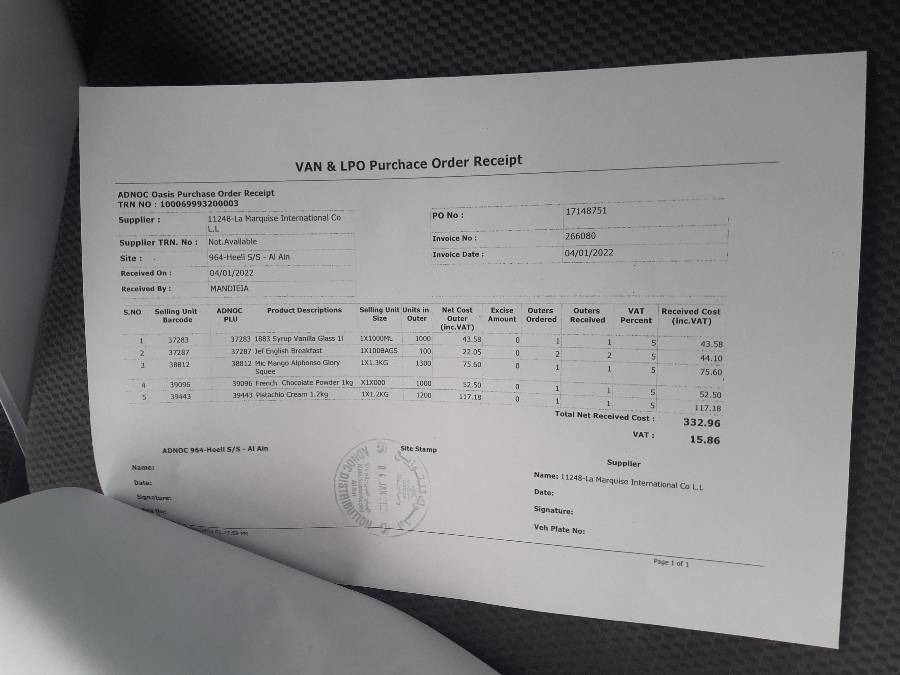 VAN & LPO Purchace Order Receipt
ADNOC Oasis Purchase Order Receipt
TRN NO : 100069993200003
Supplier : 11248-La Marquise International Co L.L
Supplier TRN. No : Not.Available
Site : 964-Heeli S/S - Al Ain
Received On : 04/01/2022
Received By : MANDIEIA
PO No : 17148751
Invoice No : 266080
Invoice Date : 04/01/2022
S.NO Selling Unit Barcode ADNOC PLU Product Descriptions Selling Unit Size Units in Outer Net Cost Outer (inc.VAT) Excise Amount Outers Ordered Outers Received VAT Percent Received Cost (inc.VAT)
1 37283 37283 1883 Syrup Vanilla Glass 1l 1X1000ML 1000 43.58 0 1 1 5 43.58
2 37287 37287 Jef English Breakfast 1X100BAGS 100 22.05 0 2 2 5 44.10
3 38812 38812 Mic Mango Alphonso Glory Squee 1X1.3KG 1300 75.60 0 1 1 5 75.60
4 39096 39096 French Chocolate Powder 1kg X1X000 1000 52.50 0 1 1 5 52.50
5 39443 39443 Pistachio Cream 1.2kg 1X1.2KG 1200 117.18 0 1 1 5 117.18
Total Net Received Cost : 332.96
VAT : 15.86
ADNOC 964-Heeli S/S - Al Ain
Name:
Date:
Signature:
Site Stamp
ADNOC DISTRIBUTION
Supplier
Name: 11248-La Marquise International Co L.L
Date:
Signature:
Veh Plate No:
Page 1 of 1